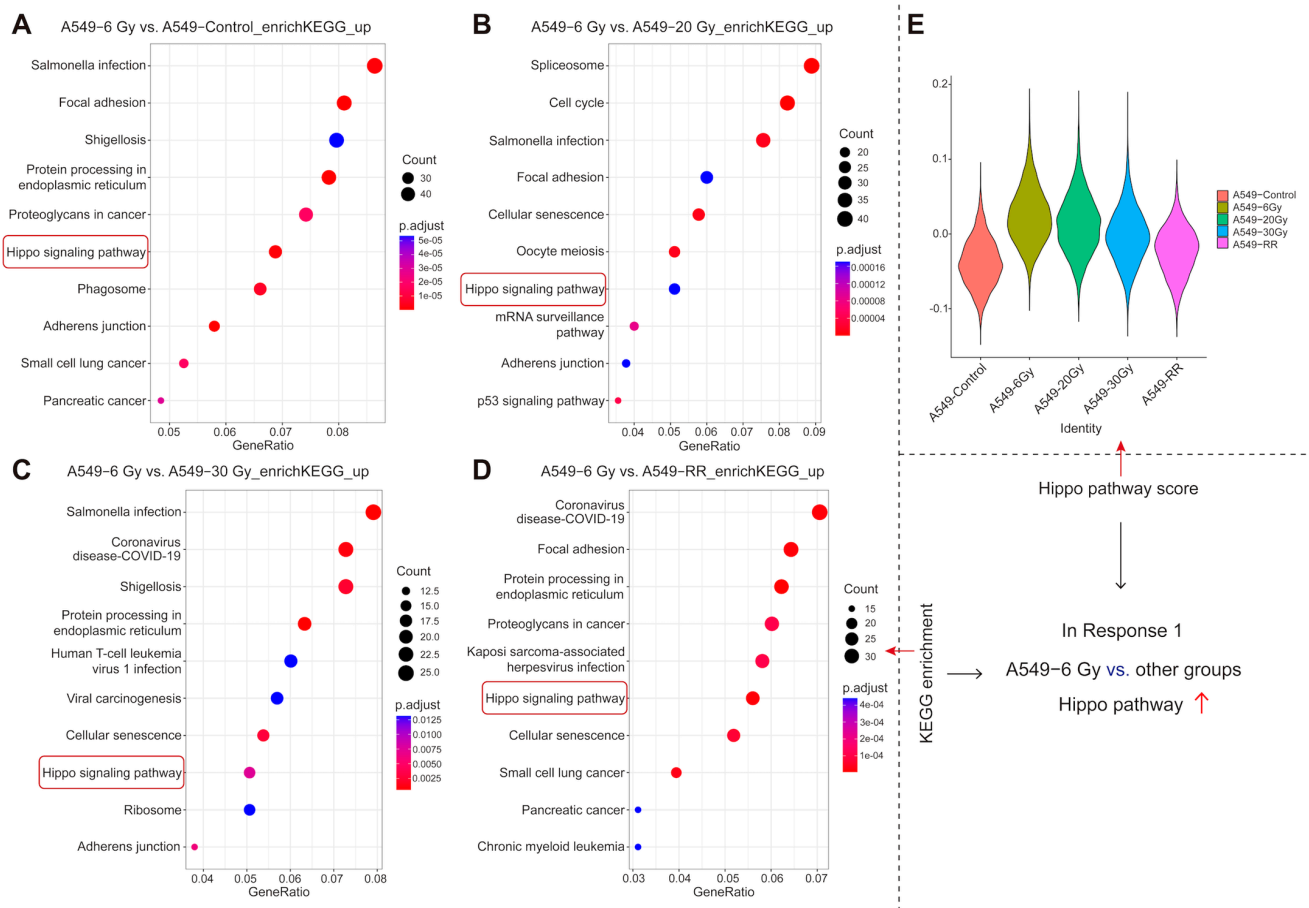 A
A549−6 Gy vs. A549−Control_enrichKEGG_up
Salmonella infection
Focal adhesion
Shigellosis
Protein processing in
endoplasmic reticulum
Proteoglycans in cancer
Hippo signaling pathway
Phagosome
Adherens junction
Small cell lung cancer
Pancreatic cancer
0.05 0.06 0.07 0.08
GeneRatio
Count
30
40
p.adjust
5e-05
4e-05
3e-05
2e-05
1e-05
B
A549−6 Gy vs. A549−20 Gy_enrichKEGG_up
Spliceosome
Cell cycle
Salmonella infection
Focal adhesion
Cellular senescence
Oocyte meiosis
Hippo signaling pathway
mRNA surveillance
pathway
Adherens junction
p53 signaling pathway
0.04 0.05 0.06 0.07 0.08 0.09
GeneRatio
Count
20
25
30
35
40
p.adjust
0.00016
0.00012
0.00008
0.00004
C
A549−6 Gy vs. A549−30 Gy_enrichKEGG_up
Salmonella infection
Coronavirus
disease-COVID-19
Shigellosis
Protein processing in
endoplasmic reticulum
Human T-cell leukemia
virus 1 infection
Viral carcinogenesis
Cellular senescence
Hippo signaling pathway
Ribosome
Adherens junction
0.04 0.05 0.06 0.07 0.08
GeneRatio
Count
12.5
15.0
17.5
20.0
22.5
25.0
p.adjust
0.0125
0.0100
0.0075
0.0050
0.0025
D
A549−6 Gy vs. A549−RR_enrichKEGG_up
Coronavirus
disease-COVID-19
Focal adhesion
Protein processing in
endoplasmic reticulum
Proteoglycans in cancer
Kaposi sarcoma-associated
herpesvirus infection
Hippo signaling pathway
Cellular senescence
Small cell lung cancer
Pancreatic cancer
Chronic myeloid leukemia
0.03 0.04 0.05 0.06 0.07
GeneRatio
Count
15
20
25
30
p.adjust
4e-04
3e-04
2e-04
1e-04
E
0.2
0.1
0.0
-0.1
A549-Control
A549-6Gy
A549-20Gy
A549-30Gy
A549-RR
Identity
A549−Control
A549−6Gy
A549−20Gy
A549−30Gy
A549−RR
Hippo pathway score
KEGG enrichment
In Response 1
A549−6 Gy vs. other groups
Hippo pathway ↑